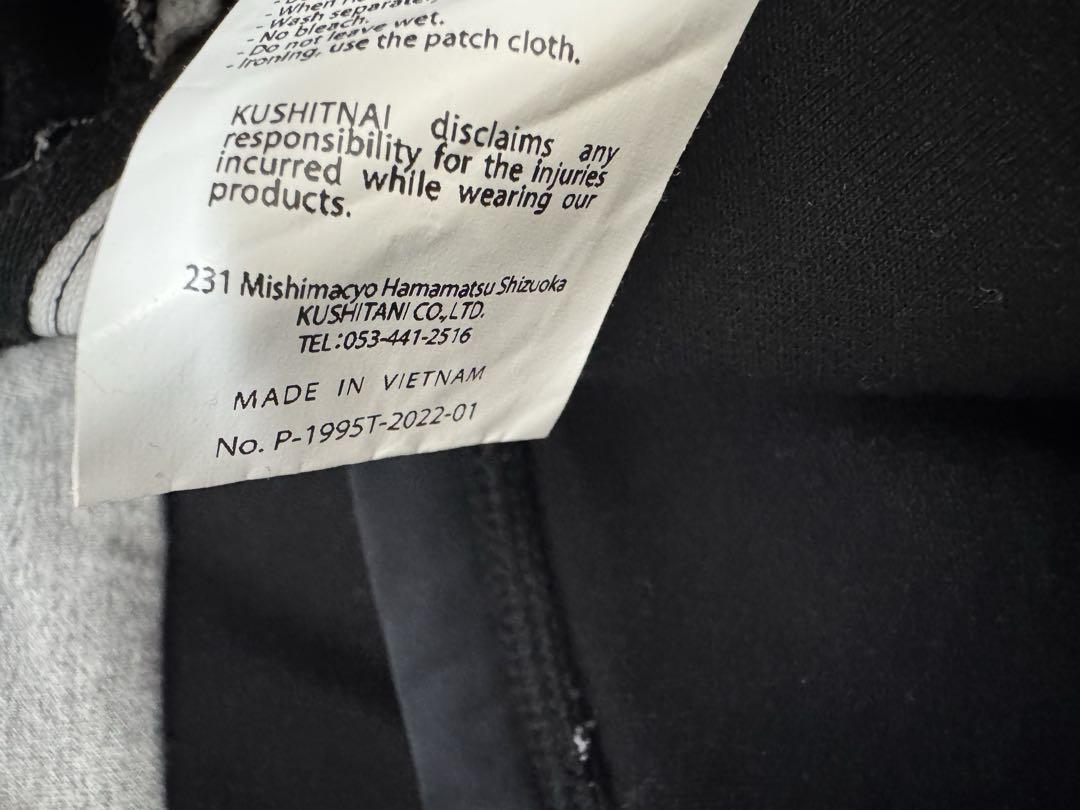 - When
- Wash separate
- No bleach.
- Do not leave wet.
- Ironing, use the patch cloth.
KUSHITNAI disclaims any
responsibility for the injuries
incurred while wearing our
products.
231 Mishimacyo Hamamatsu Shizuoka
KUSHITANI CO.,LTD.
TEL:053-441-2516
MADE IN VIETNAM
No. P-1995T-2022-01